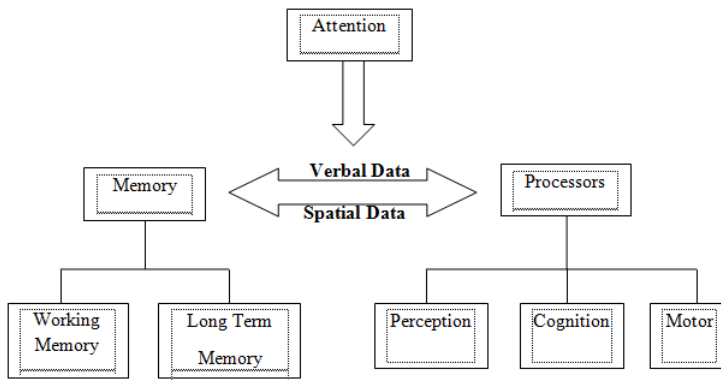 Attention
Verbal Data
Memory
Processors
Spatial Data
Working
Memory
Long Term
Memory
Perception
Cognition
Motor